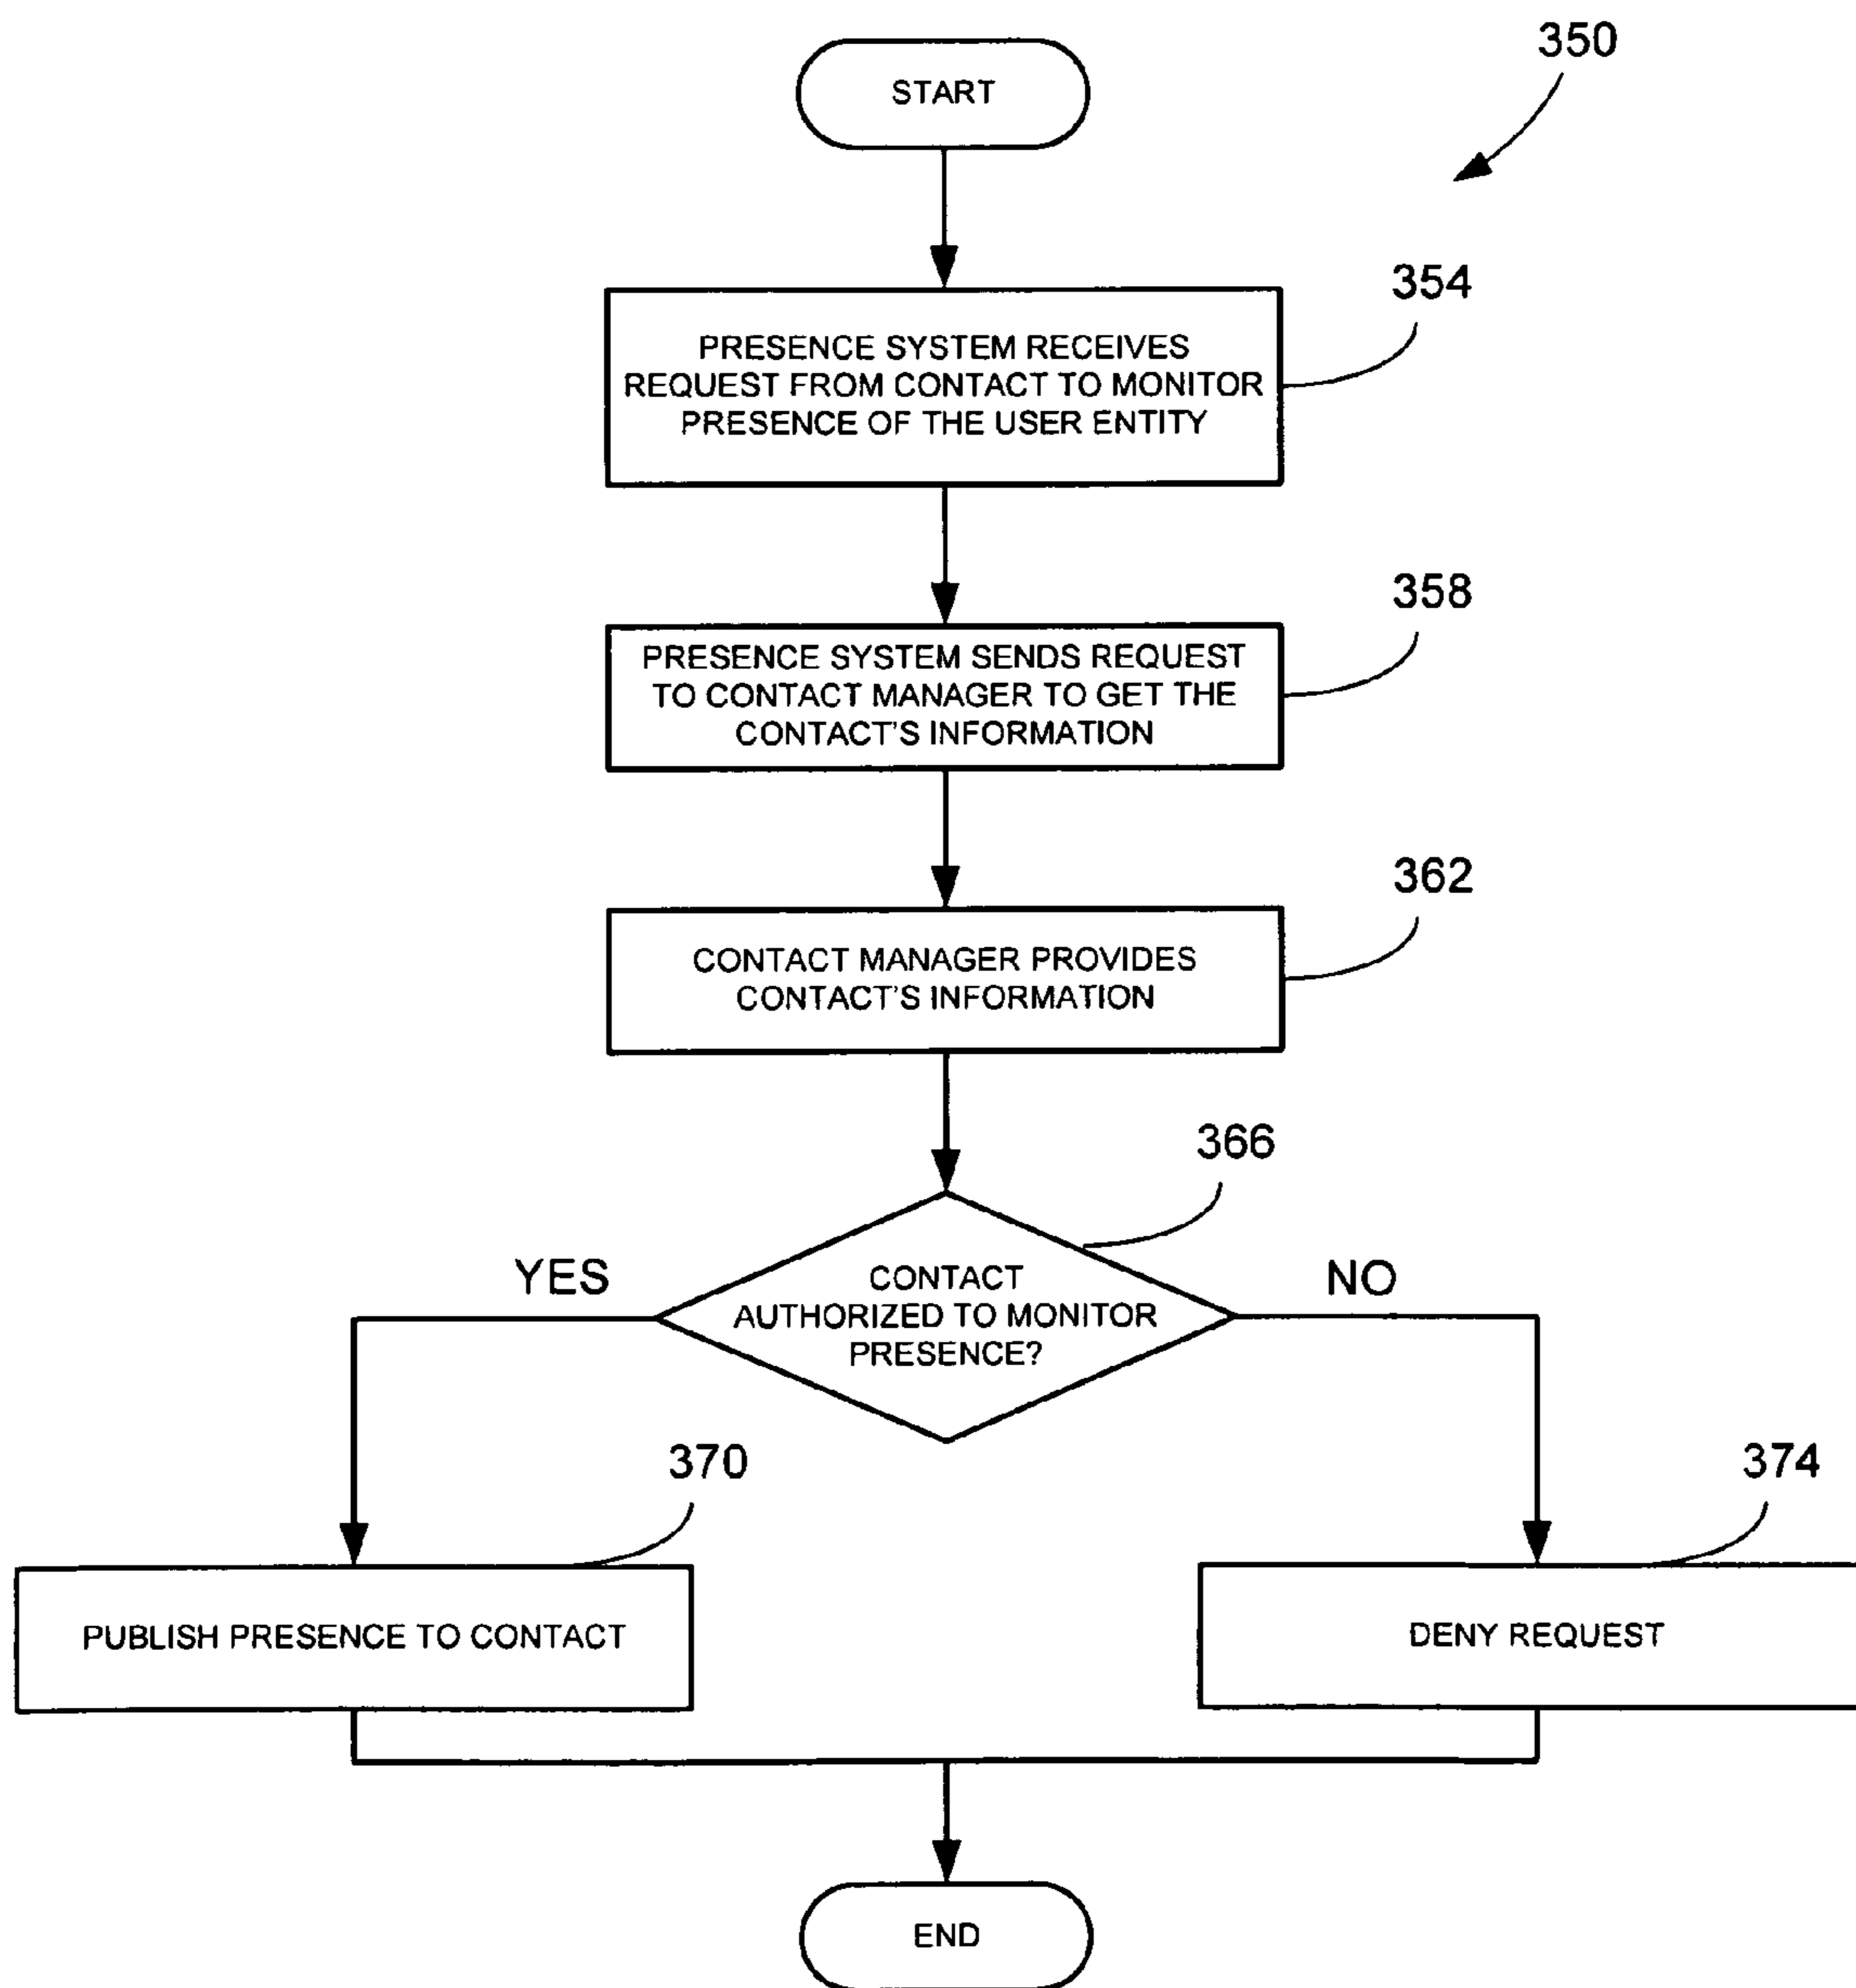 350
START
354
PRESENCE SYSTEM RECEIVES
REQUEST FROM CONTACT TO MONITOR
PRESENCE OF THE USER ENTITY
358
PRESENCE SYSTEM SENDS REQUEST
TO CONTACT MANAGER TO GET THE
CONTACT'S INFORMATION
362
CONTACT MANAGER PROVIDES
CONTACT'S INFORMATION
366
YES
CONTACT
AUTHORIZED TO MONITOR
PRESENCE?
NO
370
374
PUBLISH PRESENCE TO CONTACT
DENY REQUEST
END